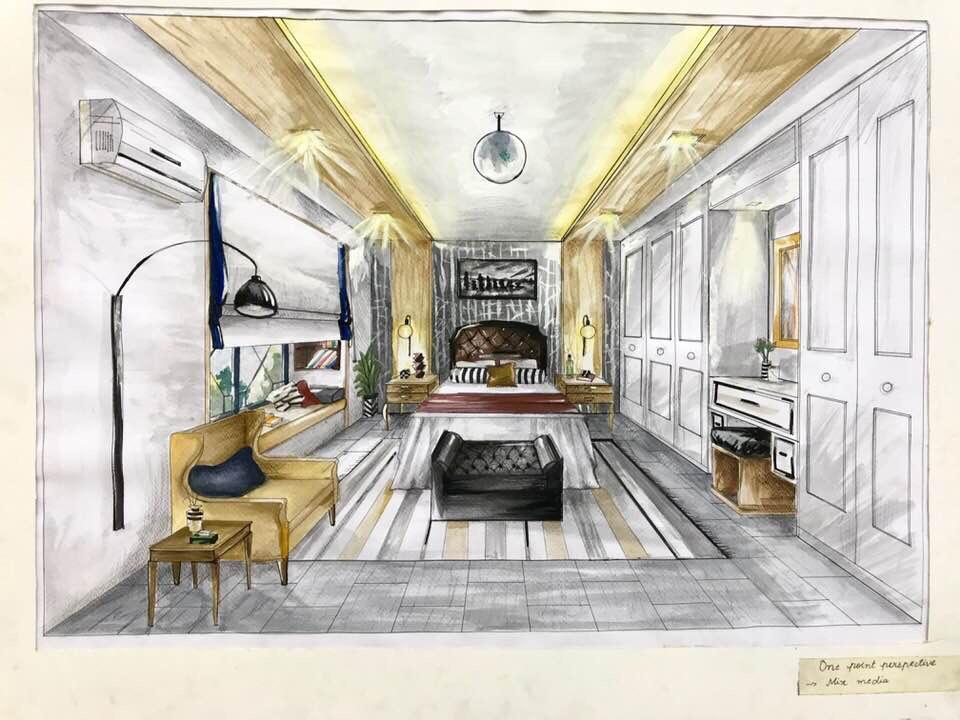 One point perspective
→ Mix media